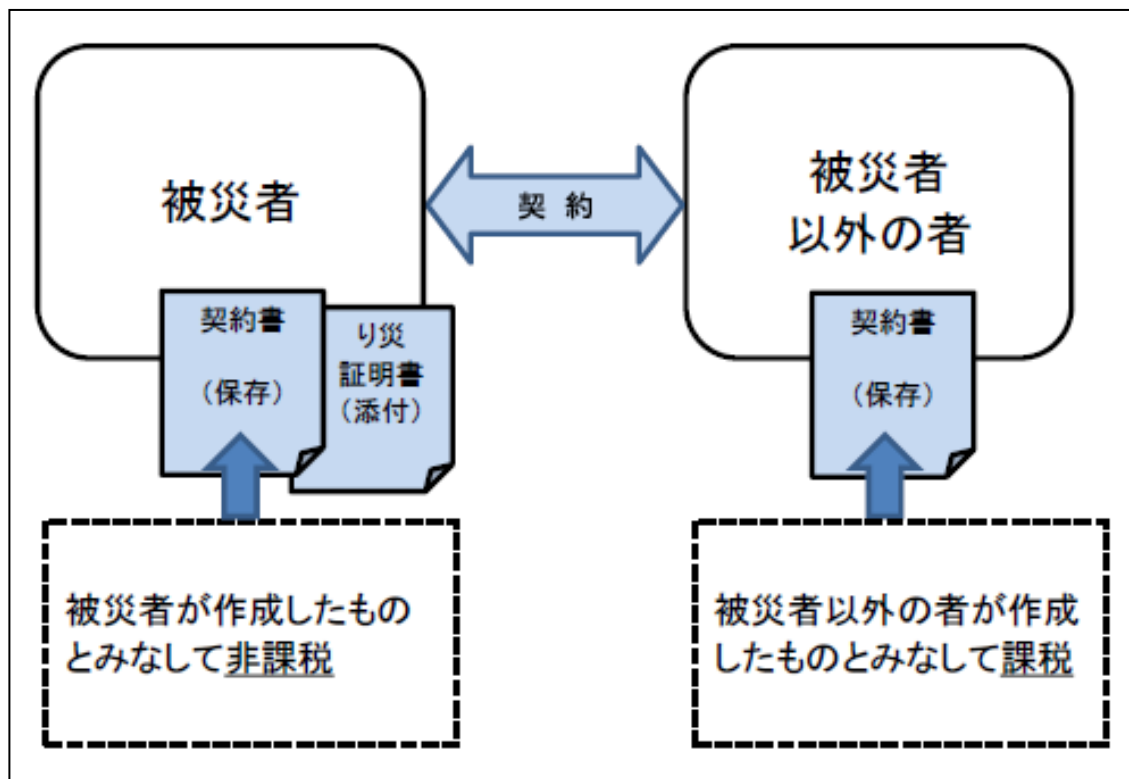 被災者
契 約
被災者
以外の者
契約書
（保存）
り災
証明書
（添付）
契約書
（保存）
被災者が作成したもの
とみなして非課税
被災者以外の者が作成
したものとみなして課税